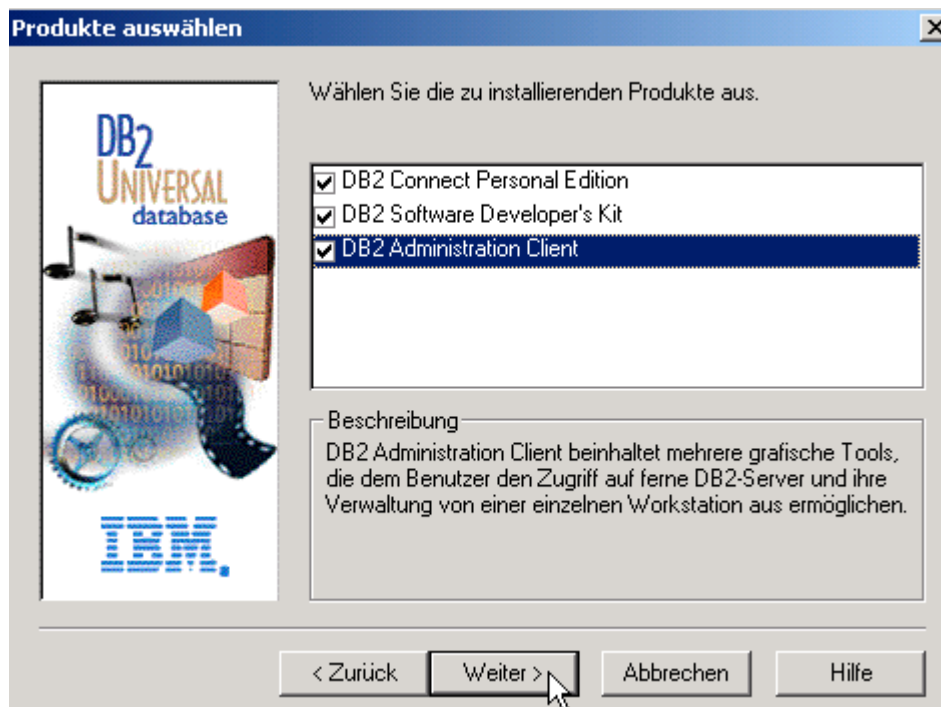 Produkte auswählen
DB2
UNIVERSAL
database
IBM.
Wählen Sie die zu installierenden Produkte aus.
DB2 Connect Personal Edition
DB2 Software Developer's Kit
DB2 Administration Client
Beschreibung
DB2 Administration Client beinhaltet mehrere grafische Tools,
die dem Benutzer den Zugriff auf ferne DB2-Server und ihre
Verwaltung von einer einzelnen Workstation aus ermöglichen.
< Zurück
Weiter >
Abbrechen
Hilfe